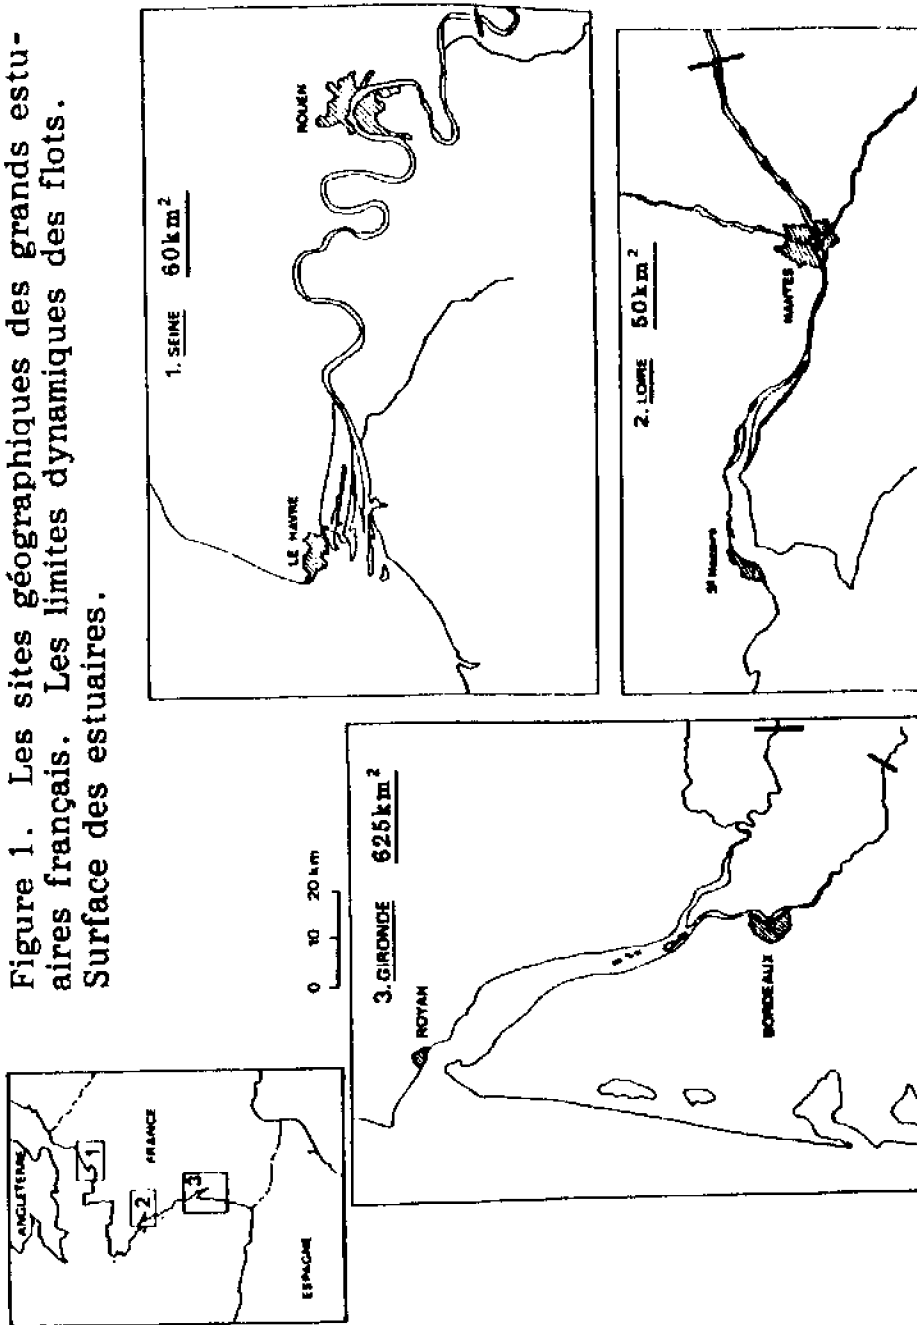 Figure 1. Les sites géographiques des grands estu-
aires français. Les limites dynamiques des flots.
Surface des estuaires.
ANGLETERRE
1
2
FRANCE
3
ESPAGNE
0 10 20 km
1. SEINE 60km²
LE HAVRE
ROUEN
3. GIRONDE 625km²
ROYAN
BORDEAUX
2. LOIRE 50km²
St Nazaire
NANTES